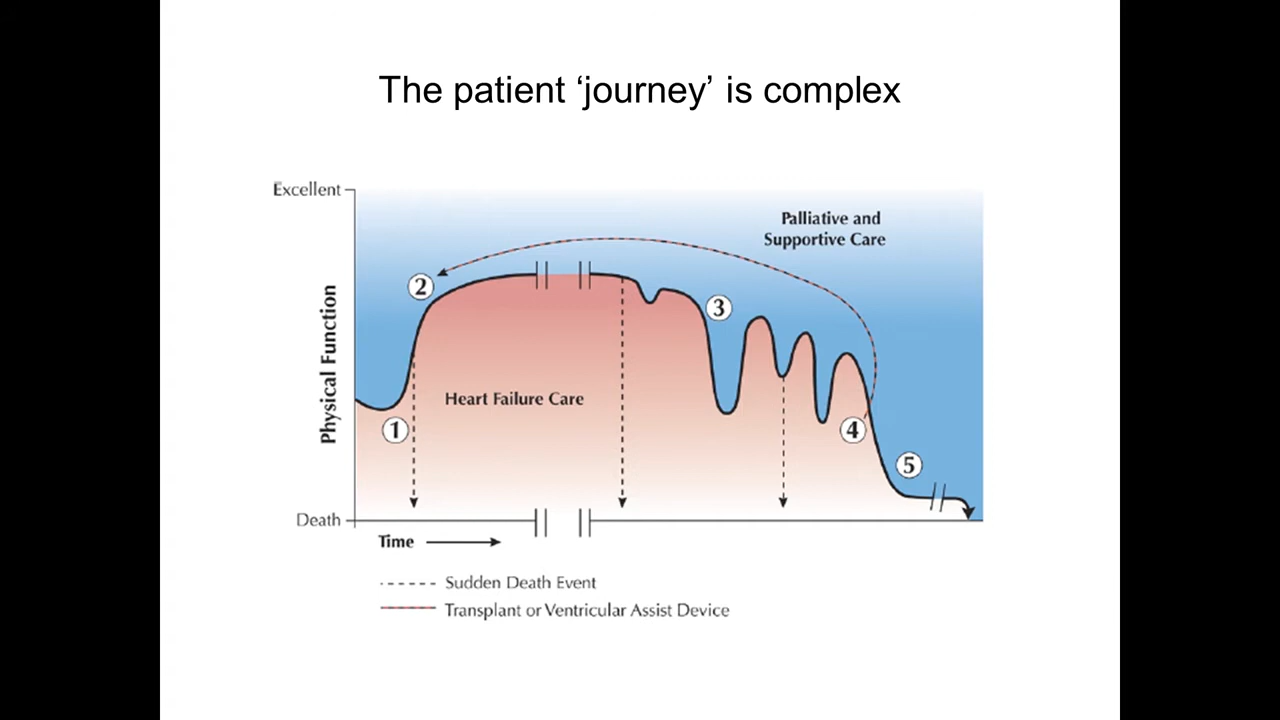 The patient ‘journey’ is complex
Excellent
Palliative and
Supportive Care
2
3
Physical Function
Heart Failure Care
1
4
5
Death
Time
Sudden Death Event
Transplant or Ventricular Assist Device